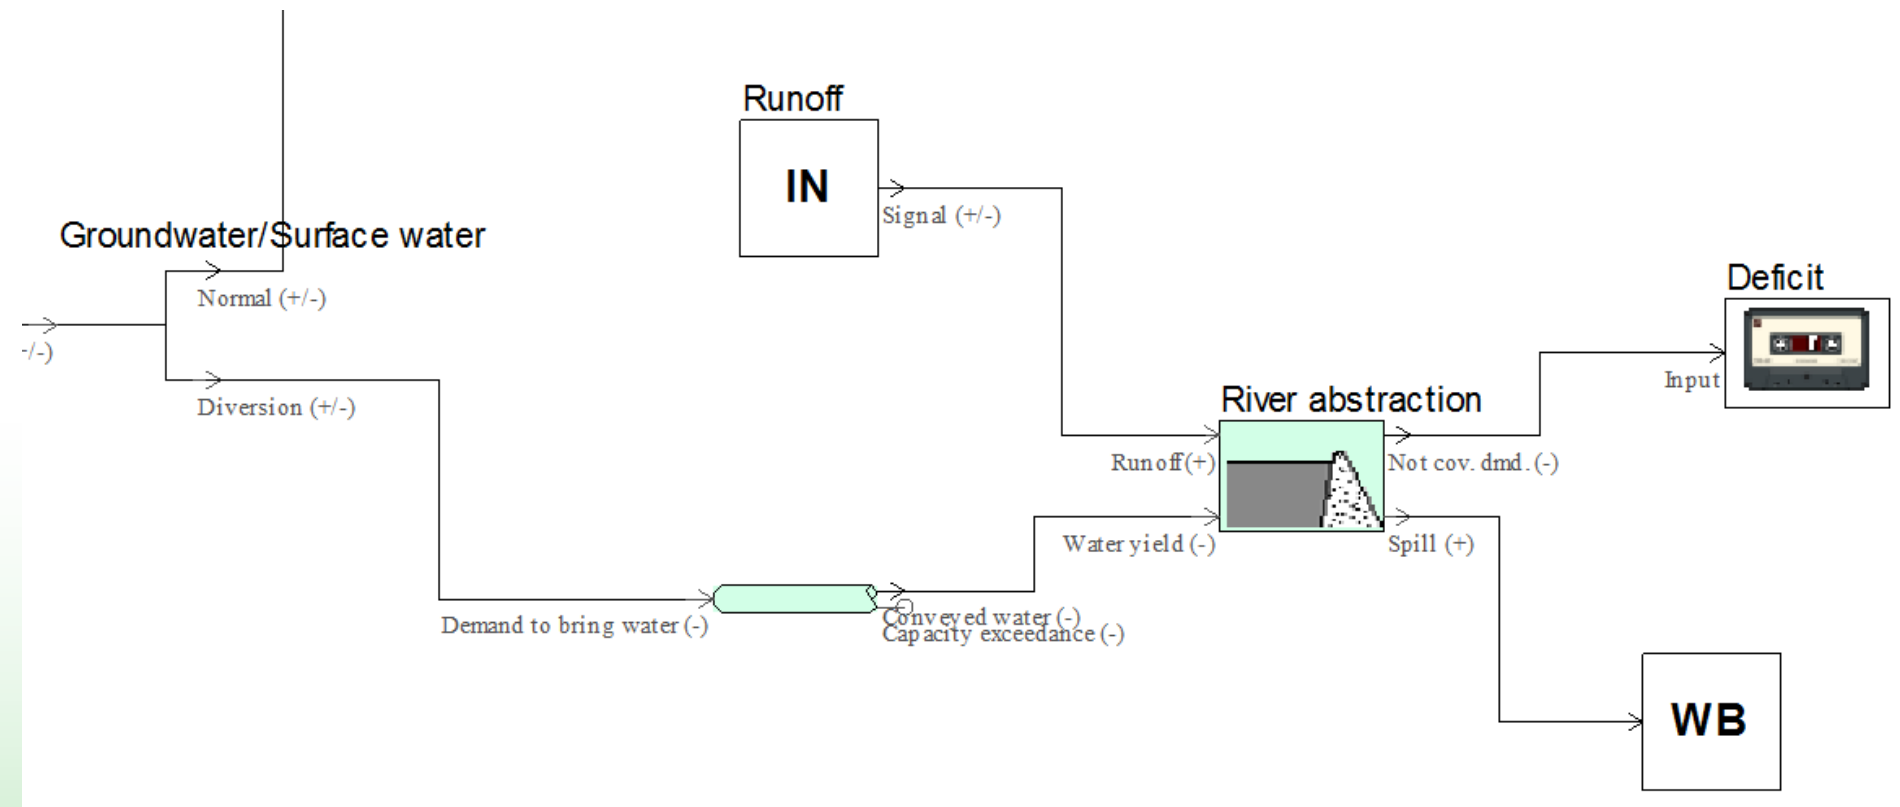 Runoff
IN
Signal (+/-)
Groundwater/Surface water
Normal (+/-)
-/-)
Diversion (+/-)
Deficit
Input
River abstraction
Runoff(+)
Not cov. dmd. (-)
Water yield (-)
Spill (+)
Demand to bring water (-)
Conveyed water (-)
Capacity exceedance (-)
WB